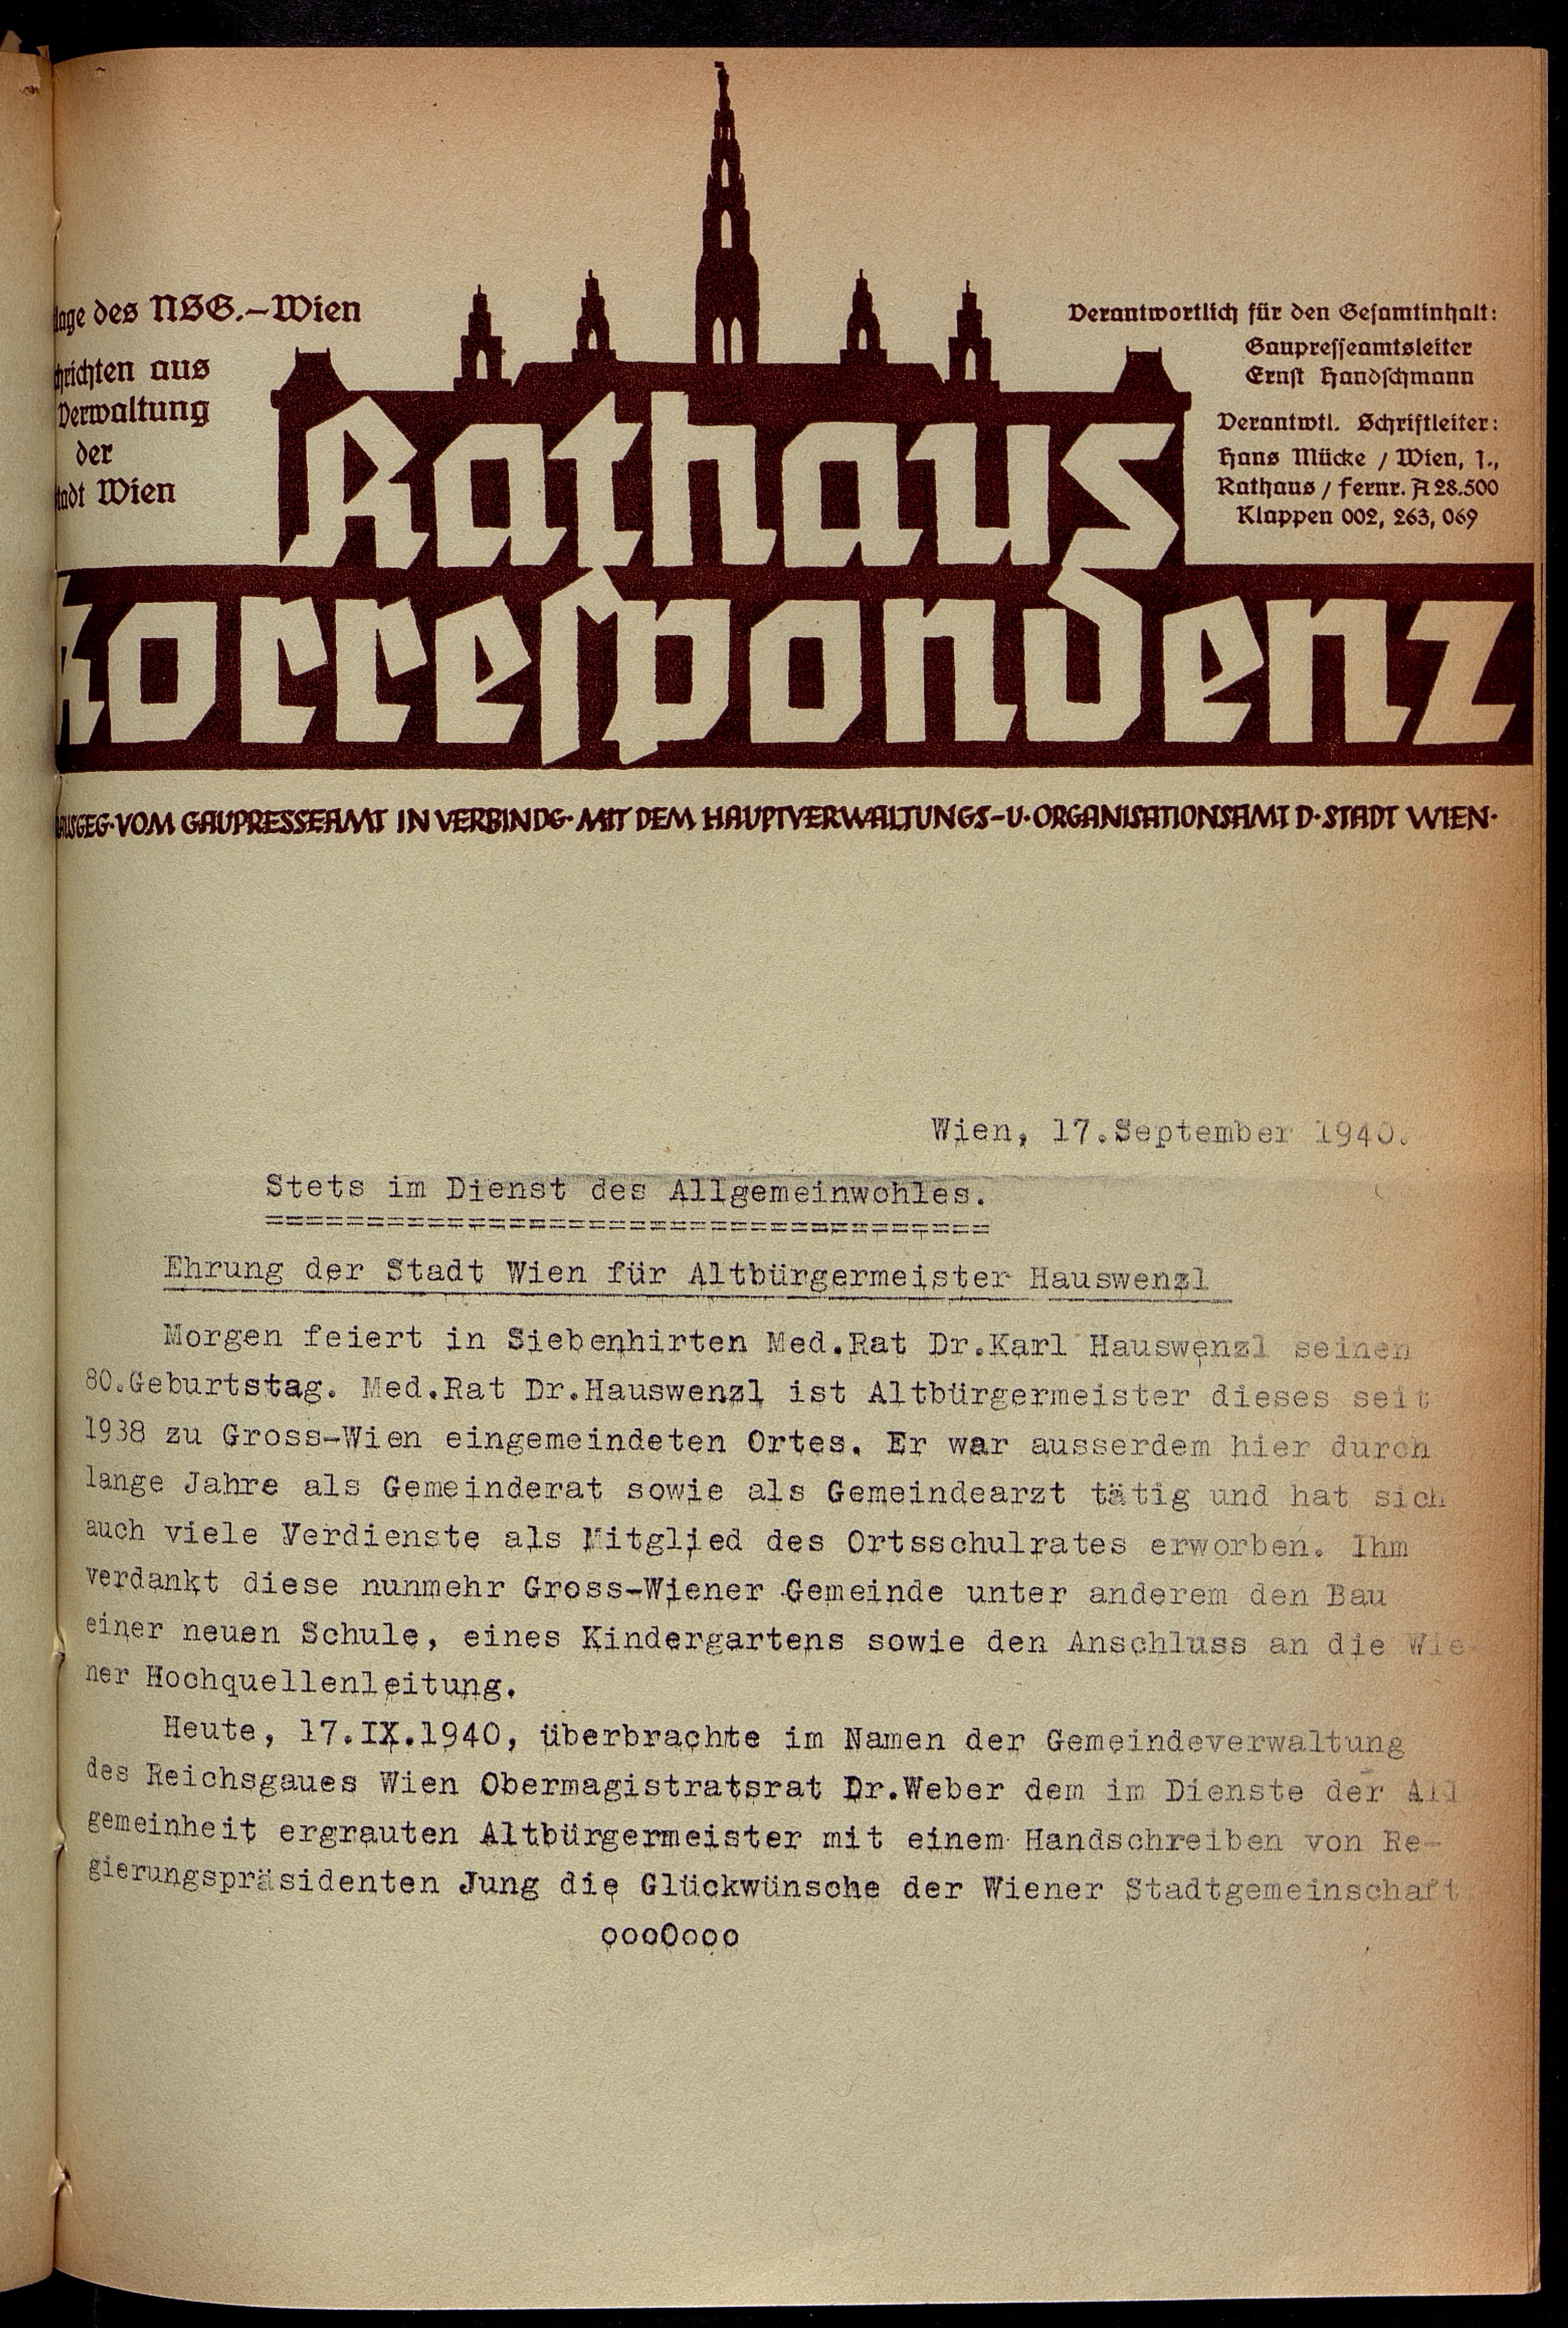 des NSG.-Wien
aus
Verwaltung
der
Wien
Verantwortlich für den Gesamtinhalt:
Gaupresseamtsleiter
Ernst Handschmann
Verantwtl. Schriftleiter:
Hans Mücke / Wien, 1.,
Rathaus / Fernr. A 28.500
Klappen 002, 263, 069
Rathaus
Korrespondenz
VOM GAUPRESSEAMT IN VERBINDG· MIT DEM HAUPTVERWALTUNGS-U·ORGANISATIONSAMT D·STADT WIEN·
Wien, 17.September 1940.
Stets im Dienst des Allgemeinwohles.
====================================
Ehrung der Stadt Wien für Altbürgermeister Hauswenzl
Morgen feiert in Siebenhirten Med.Rat Dr.Karl Hauswenzl seinen
80.Geburtstag. Med.Rat Dr.Hauswenzl ist Altbürgermeister dieses seit
1938 zu Gross-Wien eingemeindeten Ortes. Er war ausserdem hier durch
lange Jahre als Gemeinderat sowie als Gemeindearzt tätig und hat sich
auch viele Verdienste als Mitglied des Ortsschulrates erworben. Ihm
verdankt diese nunmehr Gross-Wiener Gemeinde unter anderem den Bau
einer neuen Schule, eines Kindergartens sowie den Anschluss an die Wie-
ner Hochquellenleitung.
Heute, 17.IX.1940, überbrachte im Namen der Gemeindeverwaltung
des Reichsgaues Wien Obermagistratsrat Dr.Weber dem im Dienste der All
gemeinheit ergrauten Altbürgermeister mit einem Handschreiben von Re-
gierungspräsidenten Jung die Glückwünsche der Wiener Stadtgemeinschaft
oooOooo